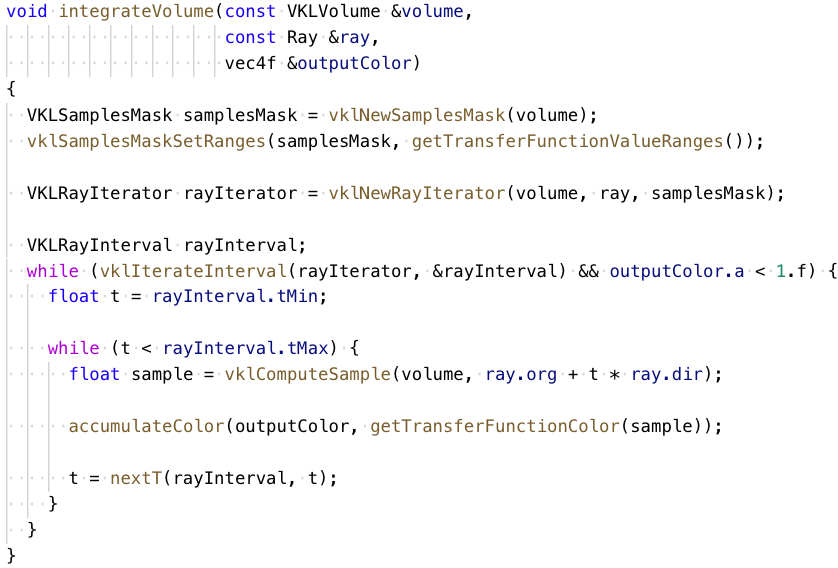 void integrateVolume(const VKLVolume &volume,
                     const Ray &ray,
                     vec4f &outputColor)
{
  VKLSamplesMask samplesMask = vklNewSamplesMask(volume);
  vklSamplesMaskSetRanges(samplesMask, getTransferFunctionValueRanges());

  VKLRayIterator rayIterator = vklNewRayIterator(volume, ray, samplesMask);

  VKLRayInterval rayInterval;
  while (vklIterateInterval(rayIterator, &rayInterval) && outputColor.a < 1.f) {
    float t = rayInterval.tMin;

    while (t < rayInterval.tMax) {
      float sample = vklComputeSample(volume, ray.org + t * ray.dir);

      accumulateColor(outputColor, getTransferFunctionColor(sample));

      t = nextT(rayInterval, t);
    }
  }
}